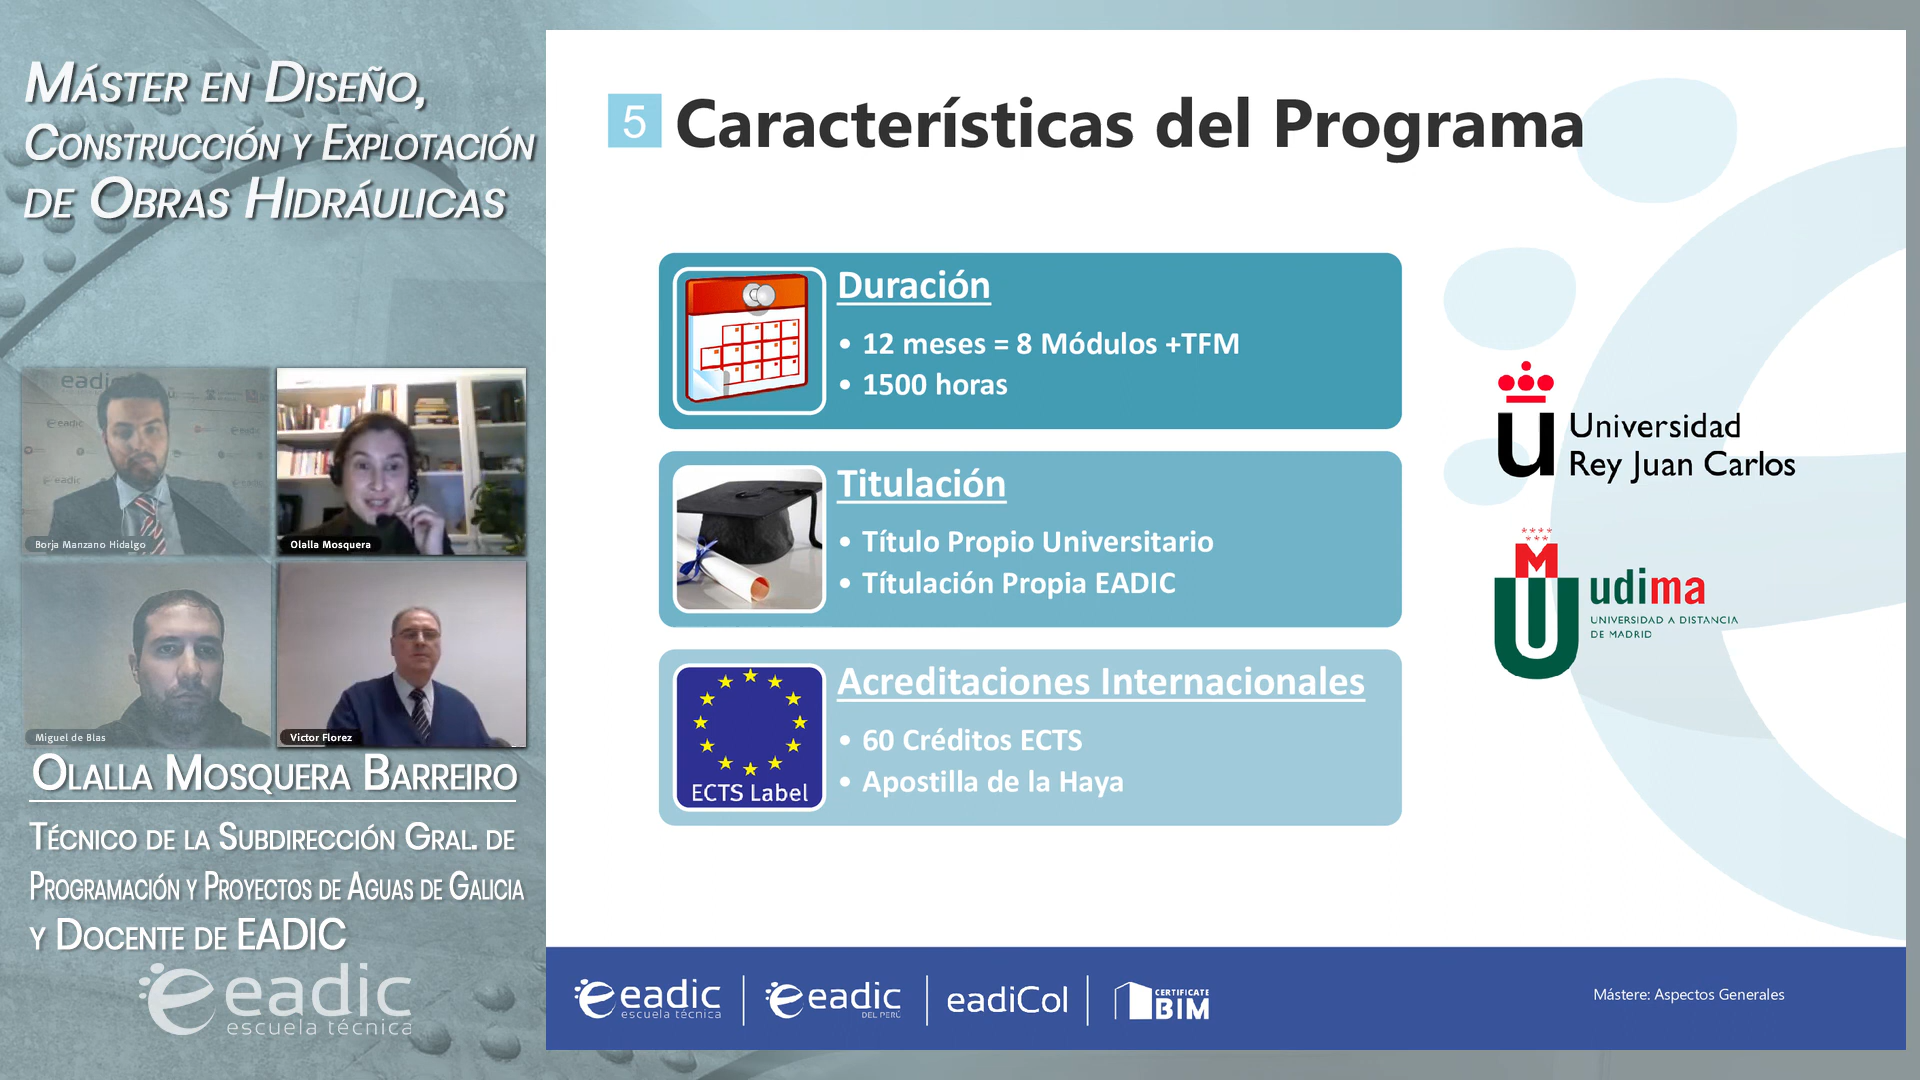 Máster en Diseño,
Construcción y Explotación
de Obras Hidráulicas
eadic
Borja Manzano Hidalgo
Olalla Mosquera
Miguel de Blas
Victor Florez
Olalla Mosquera Barreiro
Técnico de la Subdirección Gral. de
Programación y Proyectos de Aguas de Galicia
y Docente de EADIC
eadic
escuela técnica
5 Características del Programa
Duración
• 12 meses = 8 Módulos +TFM
• 1500 horas
Titulación
• Título Propio Universitario
• Títulación Propia EADIC
ECTS Label
Acreditaciones Internacionales
• 60 Créditos ECTS
• Apostilla de la Haya
u Universidad
Rey Juan Carlos
M U udima
UNIVERSIDAD A DISTANCIA
DE MADRID
eadic
escuela técnica
eadic
DEL PERÚ
eadiCol
CERTIFICATE
BIM
Mástere: Aspectos Generales